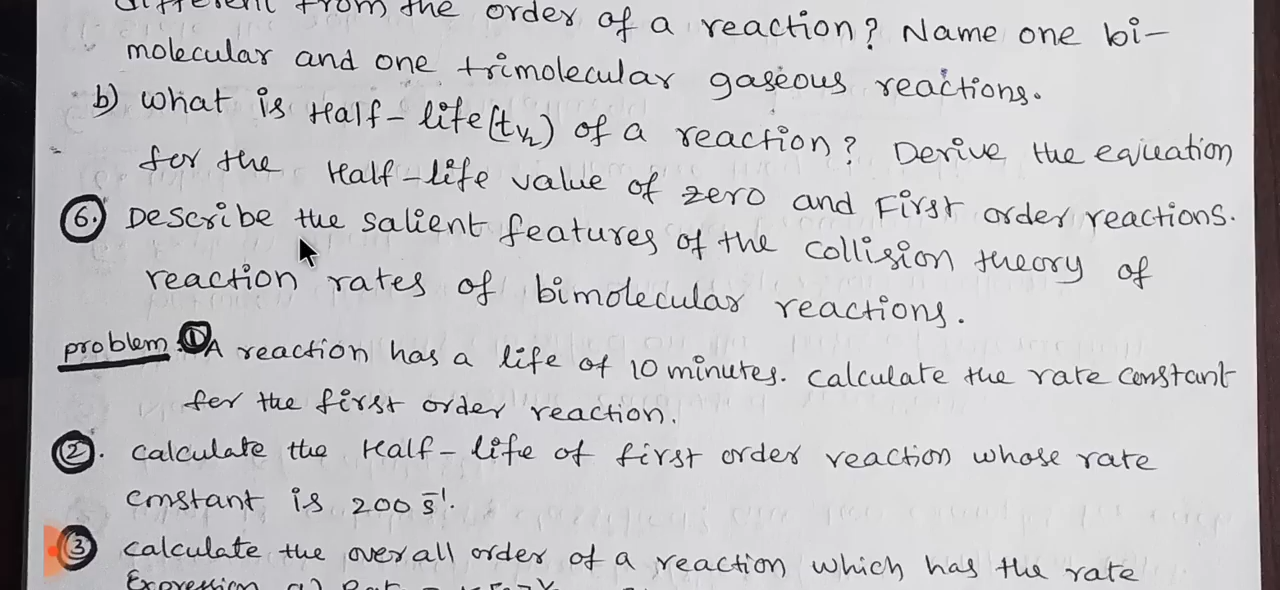 different from the order of a reaction? Name one bi-
molecular and one trimolecular gaseous reactions.
b) what is Half-life(t½) of a reaction? Derive the equation
for the Half-life value of zero and First order reactions.
6. Describe the salient features of the collision theory of
reaction rates of bimolecular reactions.
problem ① A reaction has a life of 10 minutes. calculate the rate constant
for the first order reaction.
②. calculate the Half-life of first order reaction whose rate
constant is 200 s⁻¹.
③ calculate the overall order of a reaction which has the rate
Expression a)